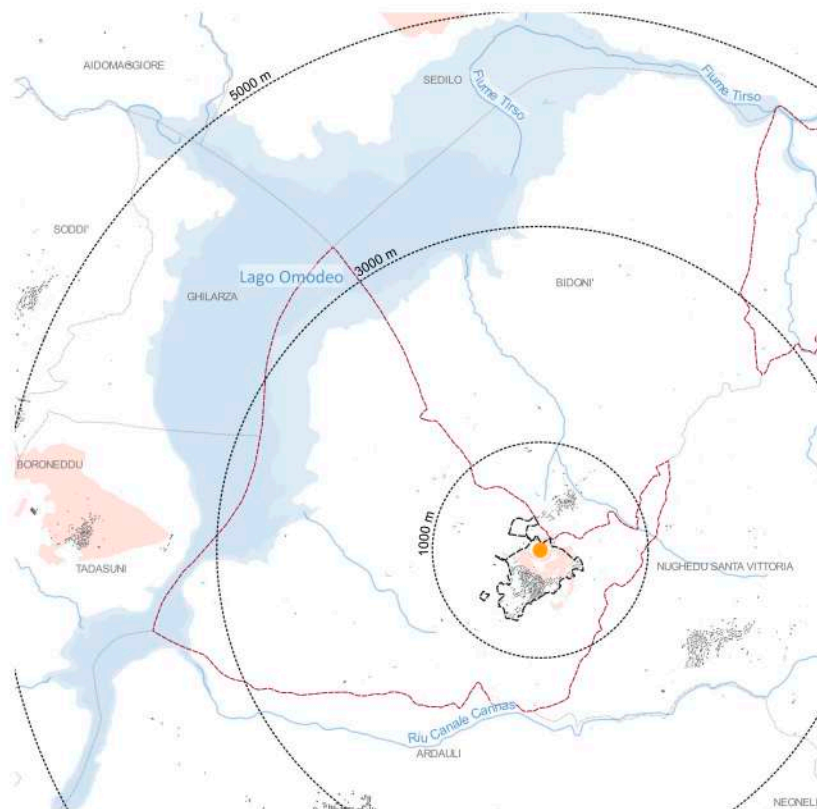 AIDOMAGGIORE
5000 m
SEDILO
Fiume Tirso
Fiume Tirso
SODDI'
3000 m
Lago Omodeo
GHILARZA
BIDONI'
BORONEDDU
1000 m
TADASUNI
NUGHEDU SANTA VITTORIA
Riu Canale Cannas
ARDAULI
NEONELI